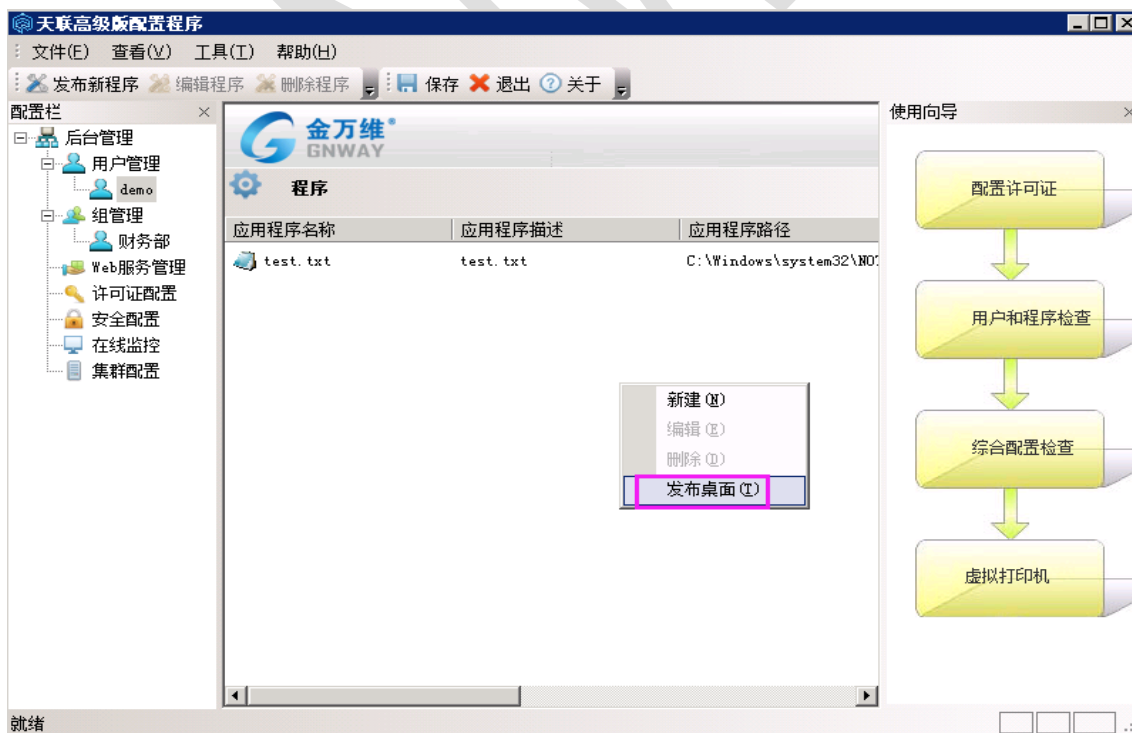 天联高级版配置程序
文件(F) 查看(V) 工具(T) 帮助(H)
发布新程序 编辑程序 删除程序 保存 退出 关于
配置栏
后台管理
用户管理
demo
组管理
财务部
Web服务管理
许可证配置
安全配置
在线监控
集群配置
金万维®
GNWAY
程序
应用程序名称 应用程序描述 应用程序路径
test.txt test.txt C:\Windows\system32\NOT
新建(N)
编辑(E)
删除(D)
发布桌面(T)
使用向导
配置许可证
用户和程序检查
综合配置检查
虚拟打印机
就绪